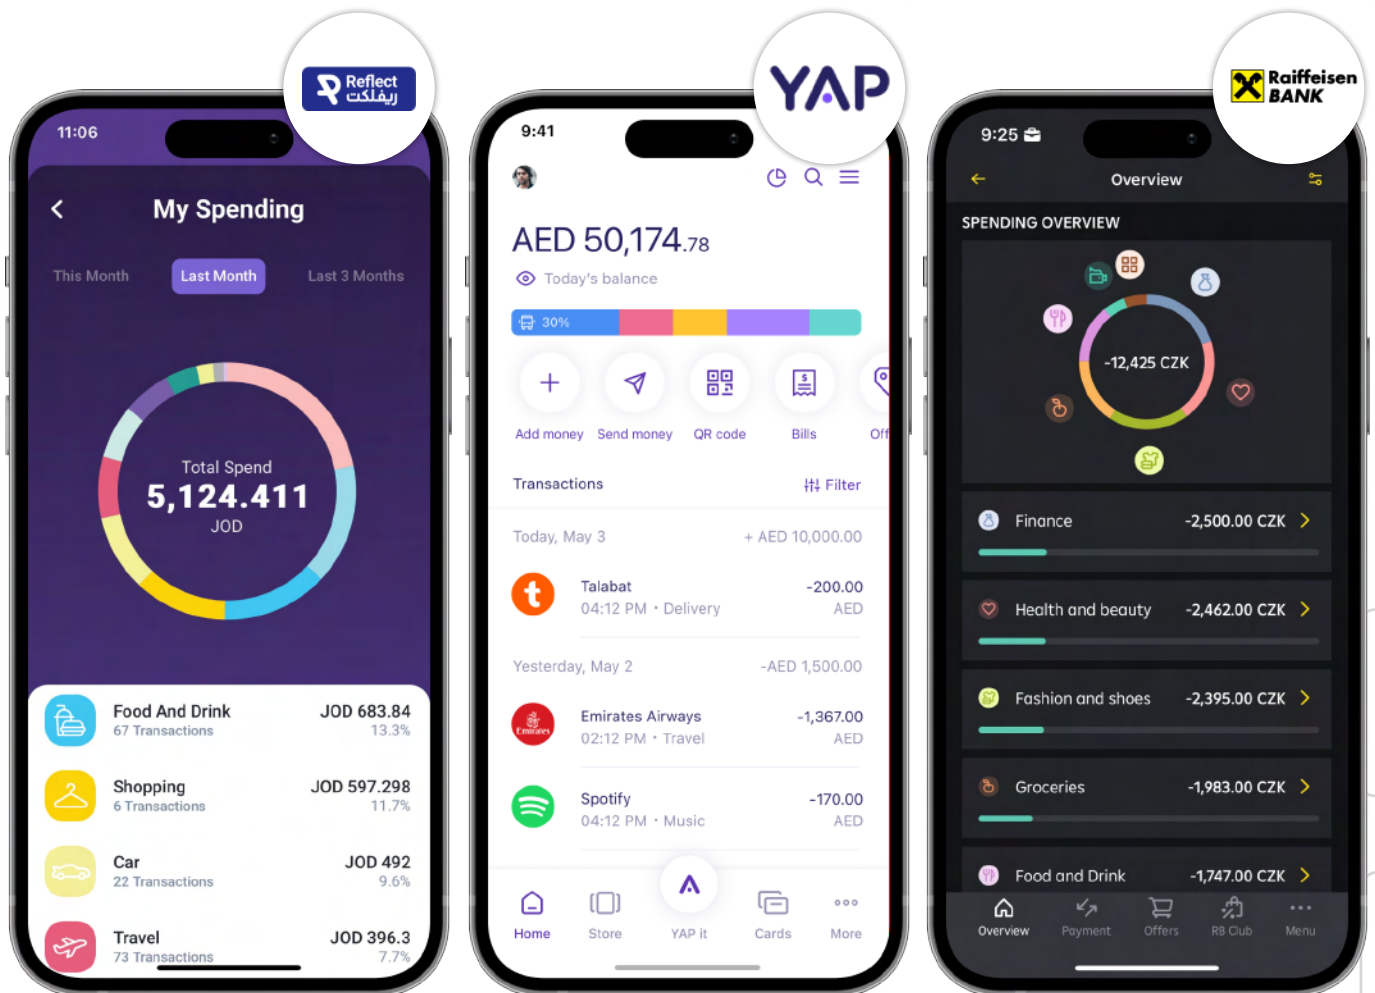 Reflect
ريفلكت
11:06
My Spending
This Month
Last Month
Last 3 Months
Total Spend
5,124.411
JOD
Food And Drink
JOD 683.84
67 Transactions
13.3%
Shopping
JOD 597.298
6 Transactions
11.7%
Car
JOD 492
22 Transactions
9.6%
Travel
JOD 396.3
73 Transactions
7.7%
YAP
9:41
AED 50,174.78
Today's balance
30%
Add money
Send money
QR code
Bills
Off
Transactions
Filter
Today, May 3
+ AED 10,000.00
Talabat
-200.00
04:12 PM • Delivery
AED
Yesterday, May 2
-AED 1,500.00
Emirates
Emirates Airways
-1,367.00
02:12 PM • Travel
AED
Spotify
-170.00
04:12 PM • Music
AED
Home
Store
YAP it
Cards
More
Raiffeisen
BANK
9:25
Overview
SPENDING OVERVIEW
-12,425 CZK
Finance
-2,500.00 CZK
Health and beauty
-2,462.00 CZK
Fashion and shoes
-2,395.00 CZK
Groceries
-1,983.00 CZK
Food and Drink
-1,747.00 CZK
Overview
Payment
Offers
RB Club
Menu